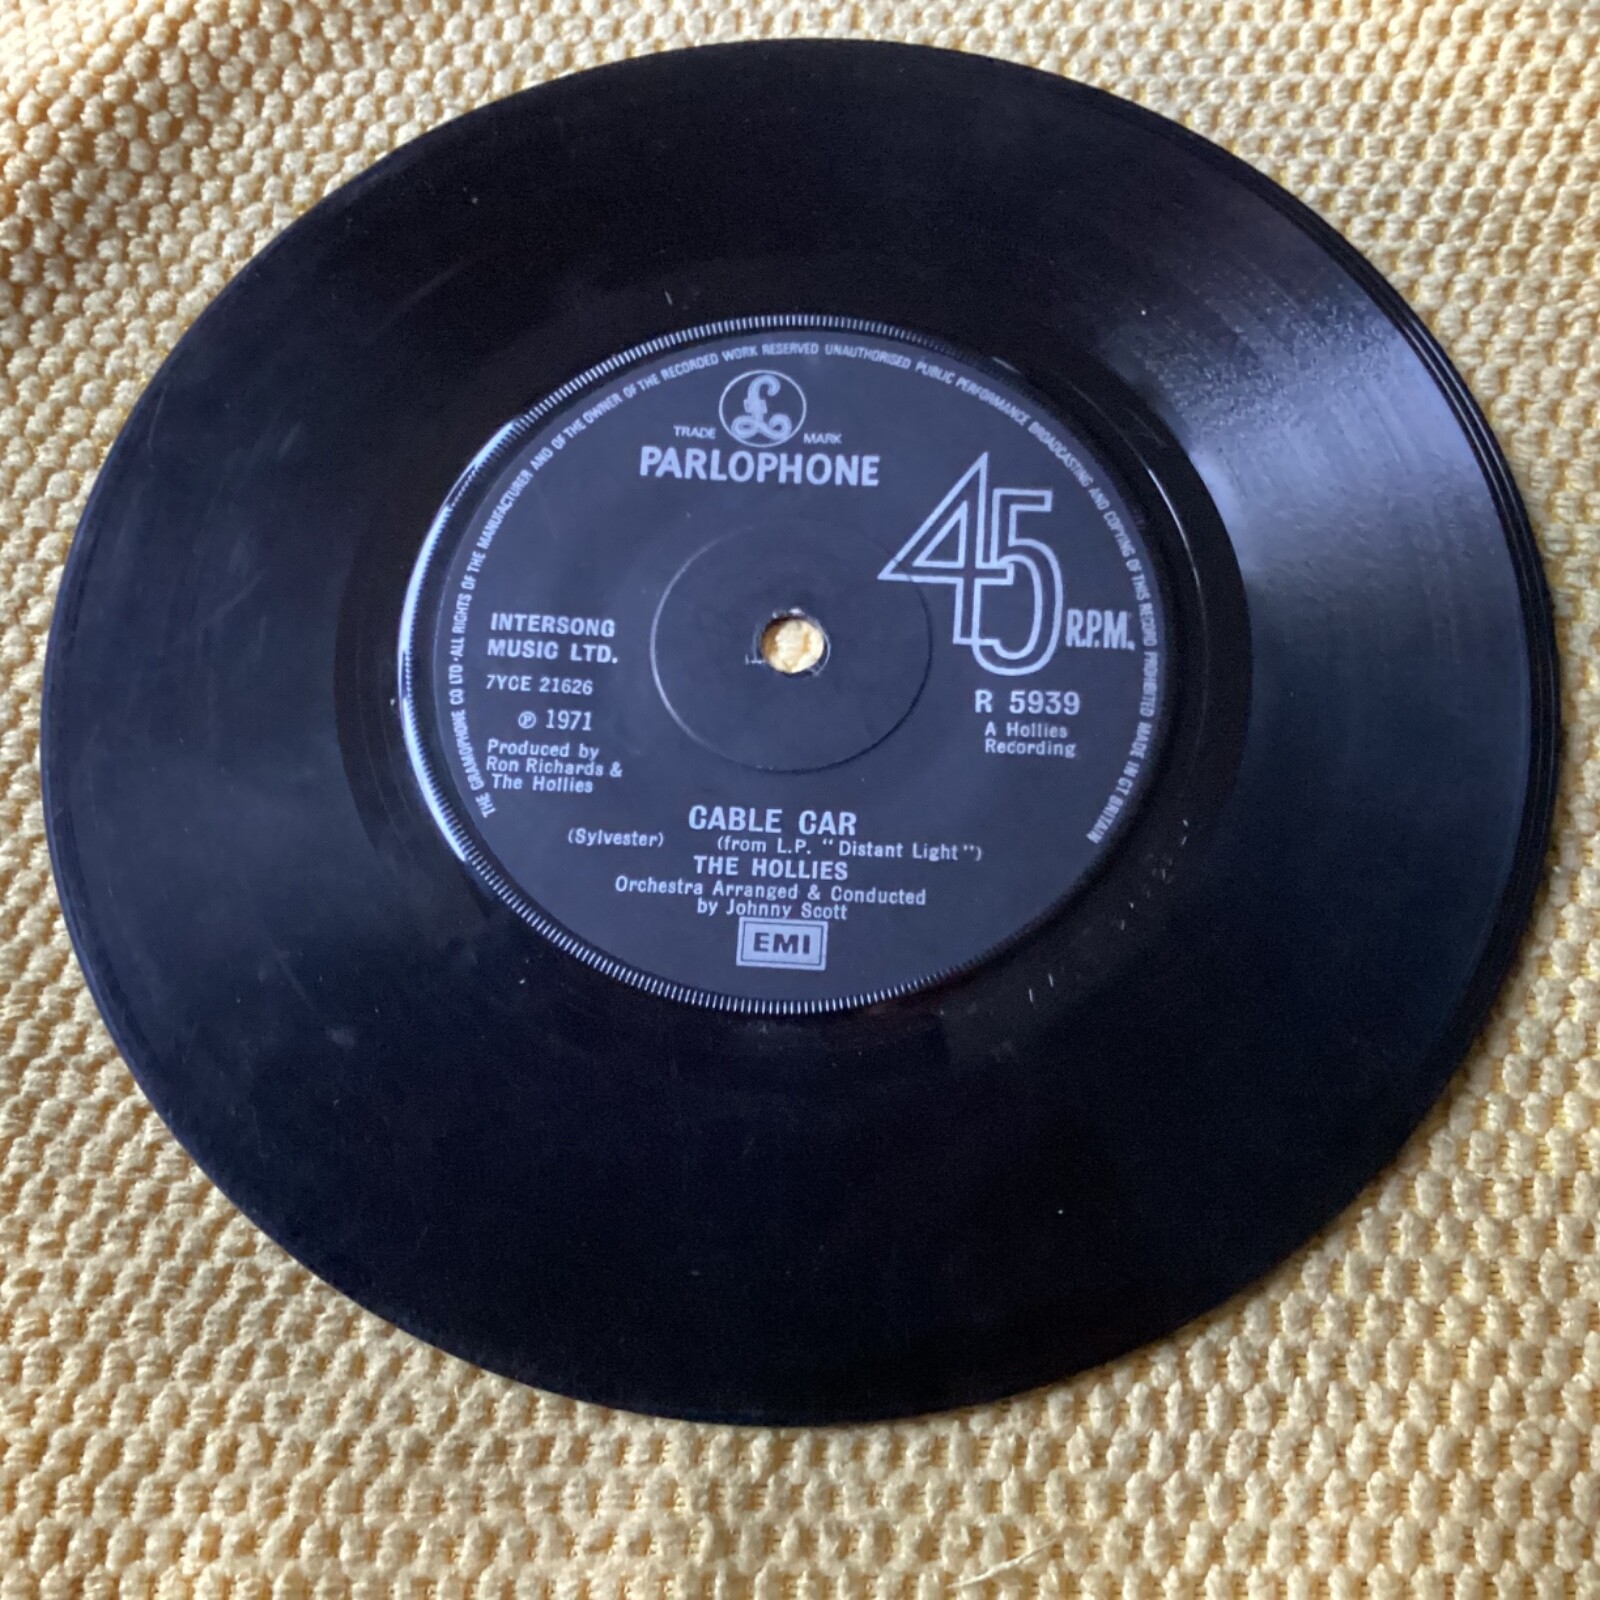 THE GRAMOPHONE CO LTD · ALL RIGHTS OF THE MANUFACTURER AND OF THE OWNER OF THE RECORDED WORK RESERVED UNAUTHORISED PUBLIC PERFORMANCE BROADCASTING AND COPYING OF THIS RECORD PROHIBITED MADE IN GT BRITAIN
£
TRADE MARK
PARLOPHONE
45 R.P.M.
INTERSONG
MUSIC LTD.
7YCE 21626
℗ 1971
Produced by
Ron Richards &
The Hollies
R 5939
A Hollies
Recording
CABLE CAR
(Sylvester) (from L.P. "Distant Light")
THE HOLLIES
Orchestra Arranged & Conducted
by Johnny Scott
EMI